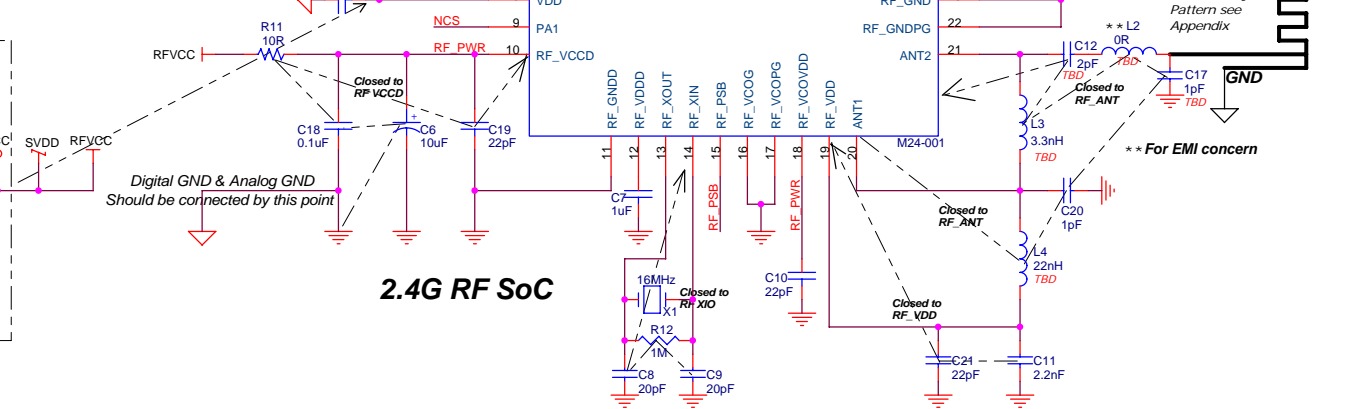 VDD
RF_GND
Pattern see
Appendix
NCS
9
PA1
RF_GNDPG
22
**L2
0R
TBD
R11
10R
RFVCC
RF_PWR
10
RF_VCCD
ANT2
21
C12
2pF
TBD
C17
1pF
TBD
GND
Closed to
RF_VCCD
Closed to
RF_ANT
C18
0.1uF
+
C6
10uF
C19
22pF
RF_GNDD
RF_VDDD
RF_XOUT
RF_XIN
RF_PSB
RF_VCOG
RF_VCOPG
RF_VCOVDD
RF_VDD
ANT1
M24-001
L3
3.3nH
TBD
**For EMI concern
11
12
13
14
15
16
17
18
19
20
SVDD
RFVCC
Digital GND & Analog GND
Should be connected by this point
C7
1uF
RF_PSB
RF_PWR
Closed to
RF_ANT
C20
1pF
L4
22nH
TBD
2.4G RF SoC
16MHz
X1
Closed to
RFXIO
C10
22pF
Closed to
RF_VDD
R12
1M
C8
20pF
C9
20pF
C21
22pF
C11
2.2nF